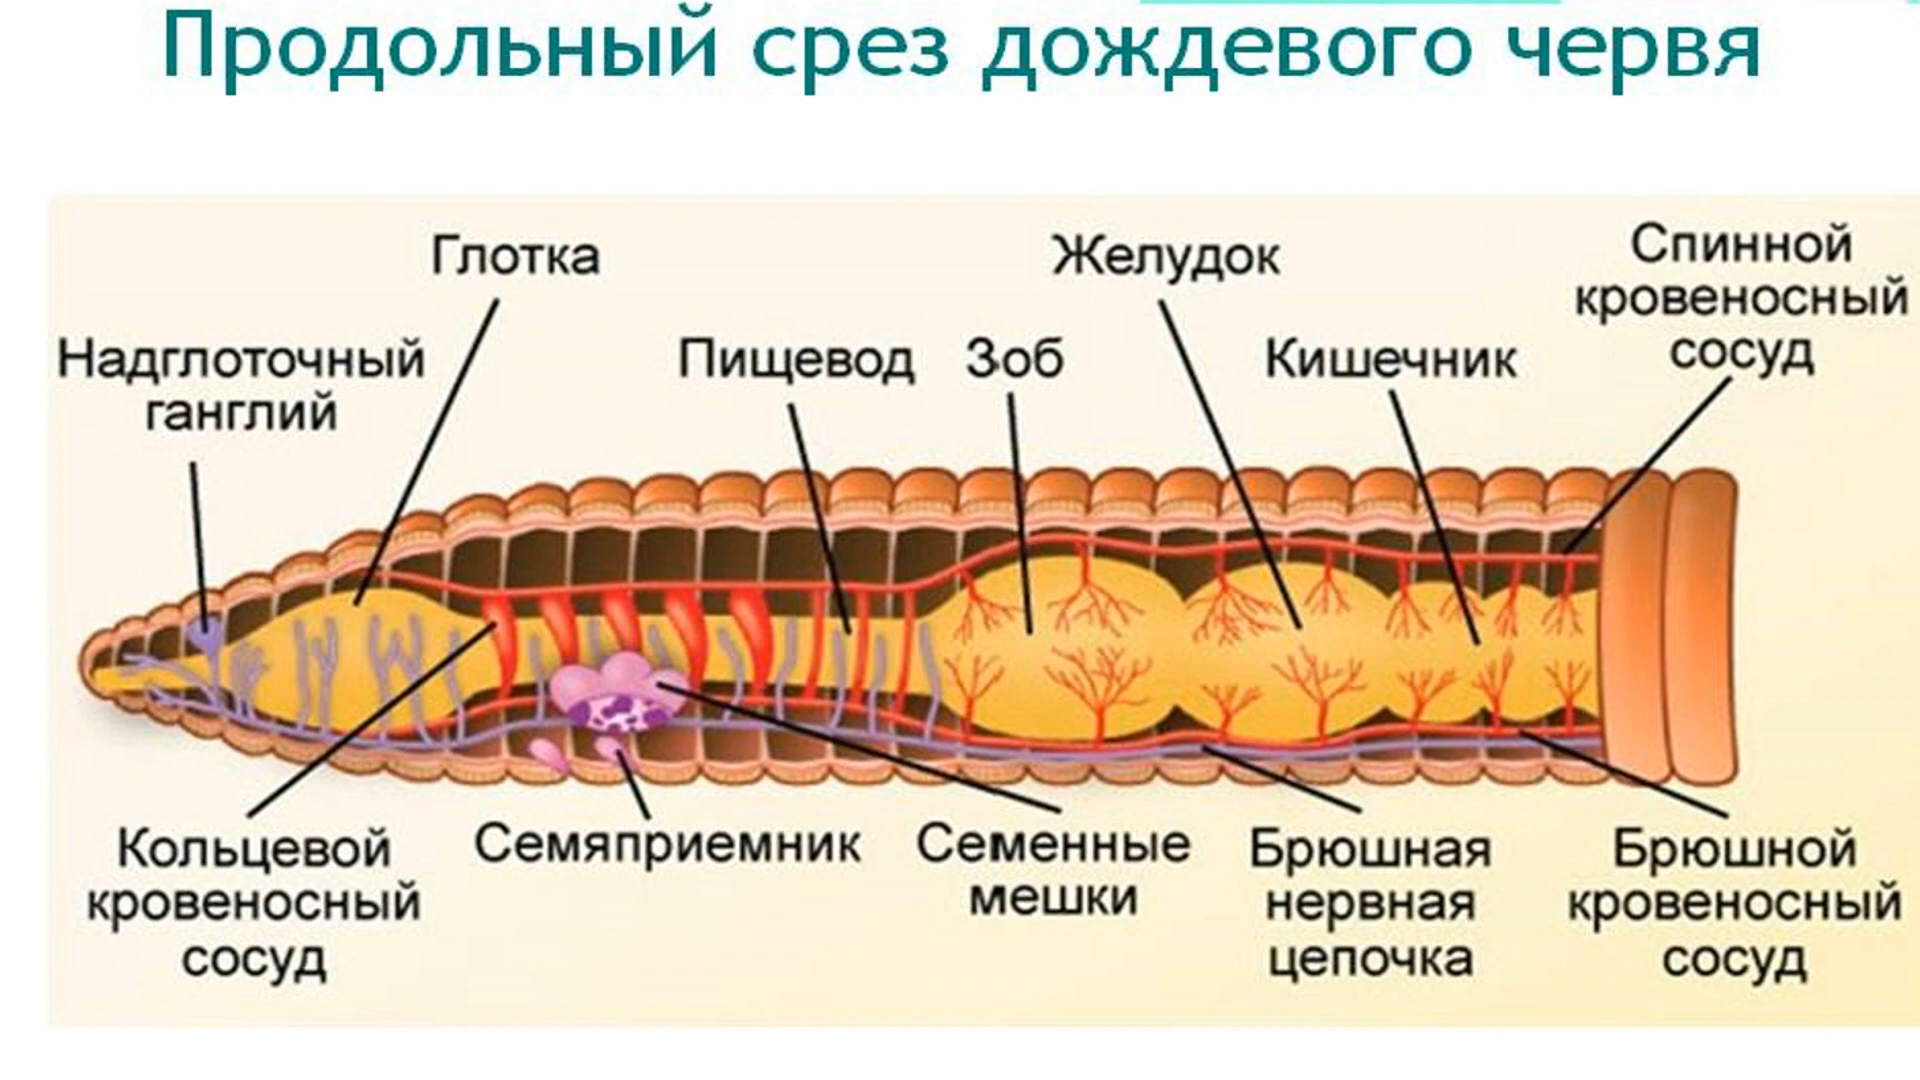 Продольный срез дождевого червя
Глотка
Желудок
Спинной
кровеносный
сосуд
Надглоточный
ганглий
Пищевод
Зоб
Кишечник
Кольцевой
кровеносный
сосуд
Семяприемник
Семенные
мешки
Брюшная
нервная
цепочка
Брюшной
кровеносный
сосуд